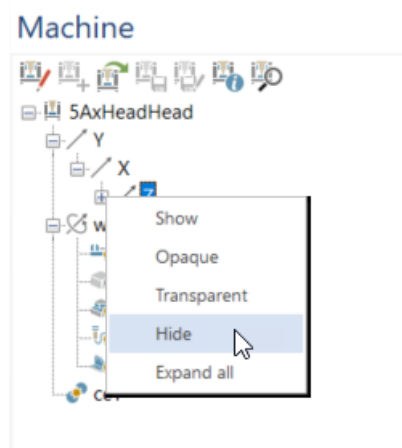 Machine
5AxHeadHead
Y
X
Z
Show
Opaque
Transparent
Hide
Expand all